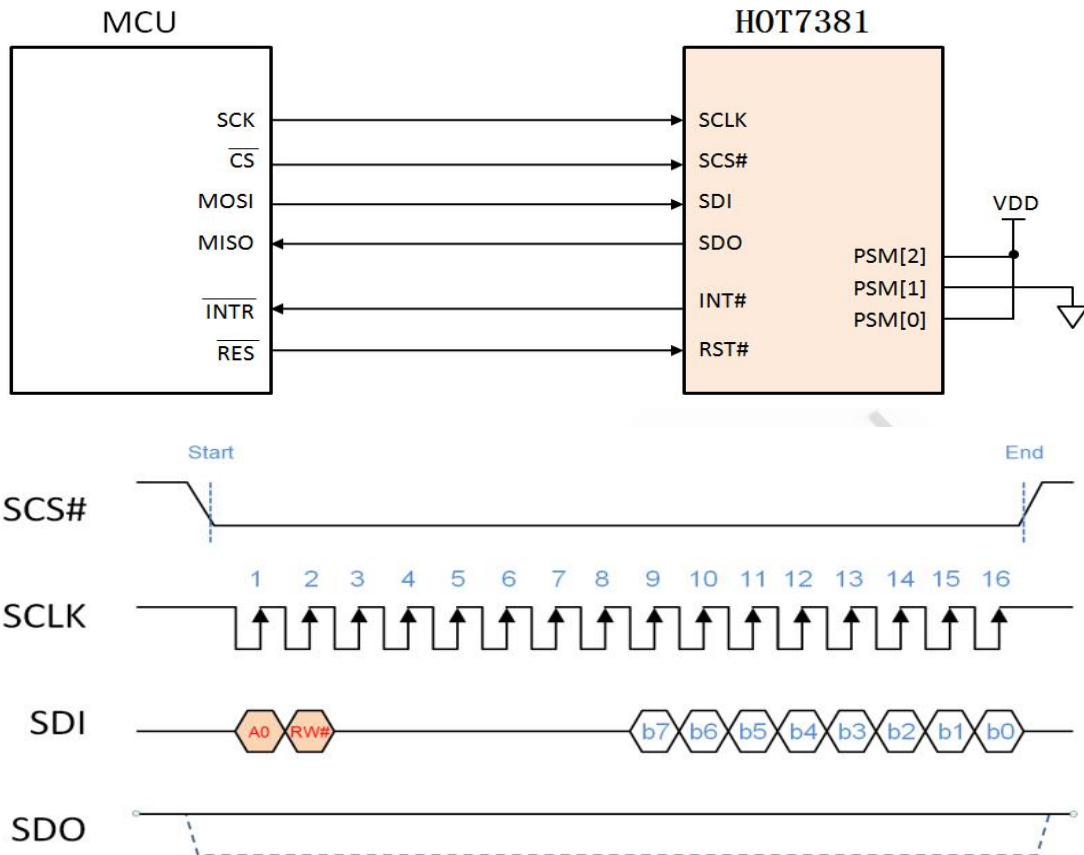 MCU
HOT7381
SCK
SCLK
CS
SCS#
MOSI
SDI
VDD
MISO
SDO
PSM[2]
PSM[1]
INTR
INT#
PSM[0]
RES
RST#
Start
End
SCS#
1 2 3 4 5 6 7 8 9 10 11 12 13 14 15 16
SCLK
SDI
A0 RW# b7 b6 b5 b4 b3 b2 b1 b0
SDO